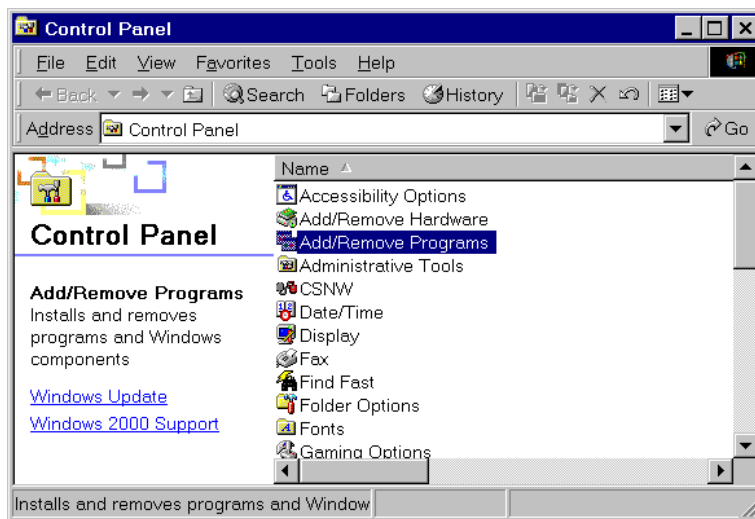 Control Panel
File Edit View Favorites Tools Help
Back Search Folders History
Address Control Panel Go
Control Panel
Add/Remove Programs
Installs and removes
programs and Windows
components
Windows Update
Windows 2000 Support
Name
Accessibility Options
Add/Remove Hardware
Add/Remove Programs
Administrative Tools
CSNW
Date/Time
Display
Fax
Find Fast
Folder Options
Fonts
Gaming Options
Installs and removes programs and Window